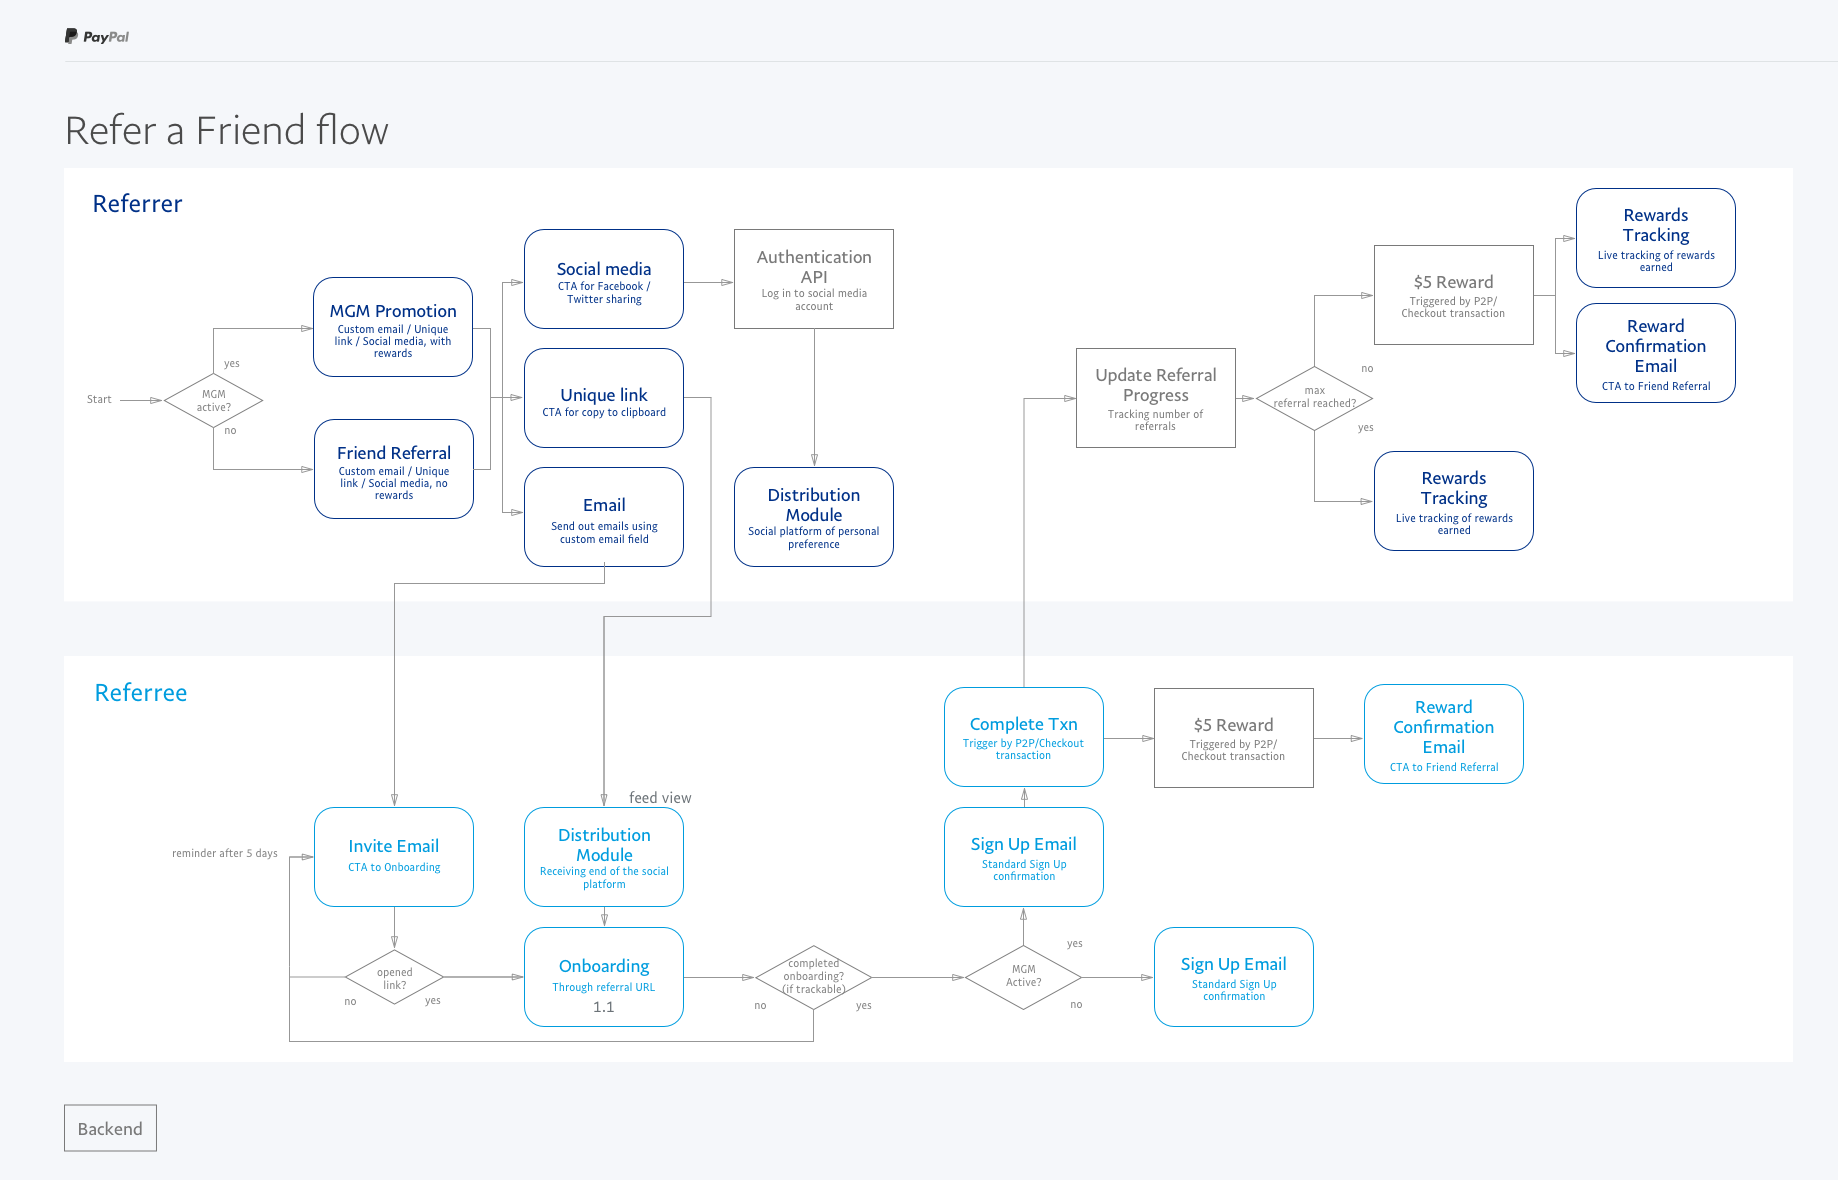 PayPal
Refer a Friend flow
Referrer
Start
MGM
active?
yes
no
MGM Promotion
Custom email / Unique
link / Social media, with
rewards
Friend Referral
Custom email / Unique
link / Social media, no
rewards
Social media
CTA for Facebook /
Twitter sharing
Unique link
CTA for copy to clipboard
Email
Send out emails using
custom email field
Authentication
API
Log in to social media
account
Distribution
Module
Social platform of personal
preference
Update Referral
Progress
Tracking number of
referrals
max
referral reached?
no
yes
$5 Reward
Triggered by P2P/
Checkout transaction
Rewards
Tracking
Live tracking of rewards
earned
Rewards
Tracking
Live tracking of rewards
earned
Reward
Confirmation
Email
CTA to Friend Referral
Referree
reminder after 5 days
Invite Email
CTA to Onboarding
opened
link?
no
yes
feed view
Distribution
Module
Receiving end of the social
platform
Onboarding
Through referral URL
1.1
completed
onboarding?
(if trackable)
no
yes
MGM
Active?
yes
no
Sign Up Email
Standard Sign Up
confirmation
Sign Up Email
Standard Sign Up
confirmation
Complete Txn
Trigger by P2P/Checkout
transaction
$5 Reward
Triggered by P2P/
Checkout transaction
Reward
Confirmation
Email
CTA to Friend Referral
Backend